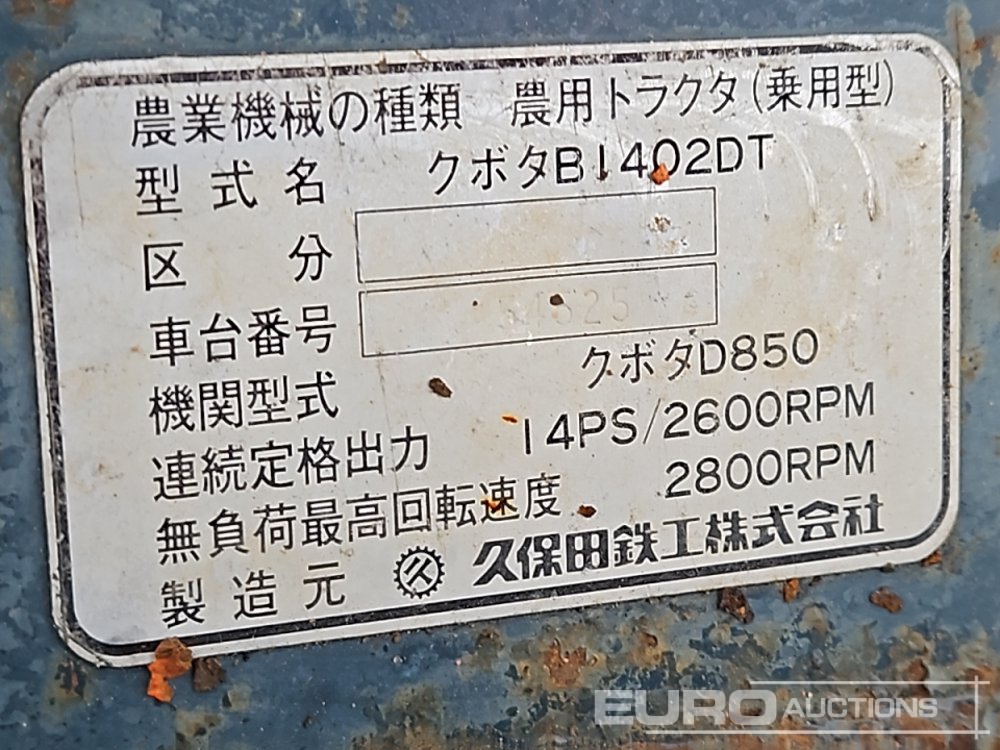 農業機械の種類 農用トラクタ(乗用型)
型式名 クボタB1402DT
区分
車台番号
機関型式 クボタD850
連続定格出力 14PS/2600RPM
無負荷最高回転速度 2800RPM
製造元 久 久保田鉄工株式会社
EURO AUCTIONS